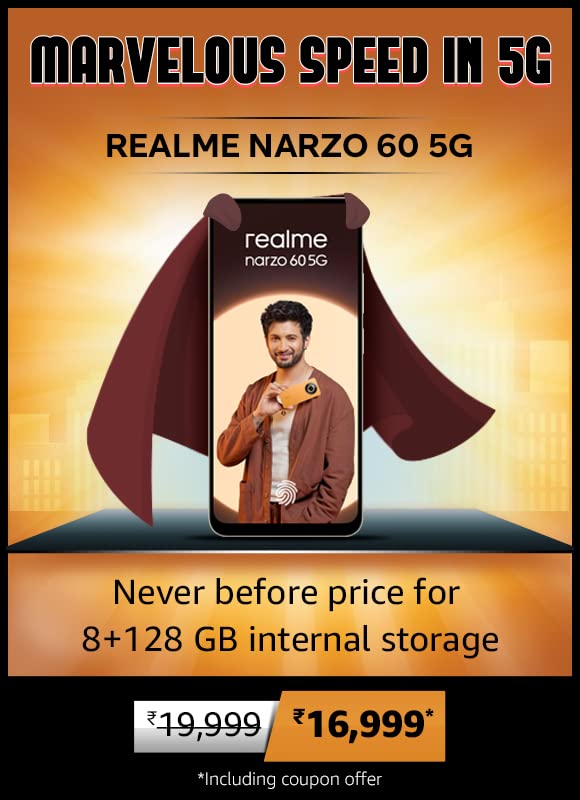 MARVELOUS SPEED IN 5G
REALME NARZO 60 5G
realme
narzo 60 5G
Never before price for
8+128 GB internal storage
₹19,999 ₹16,999*
*Including coupon offer